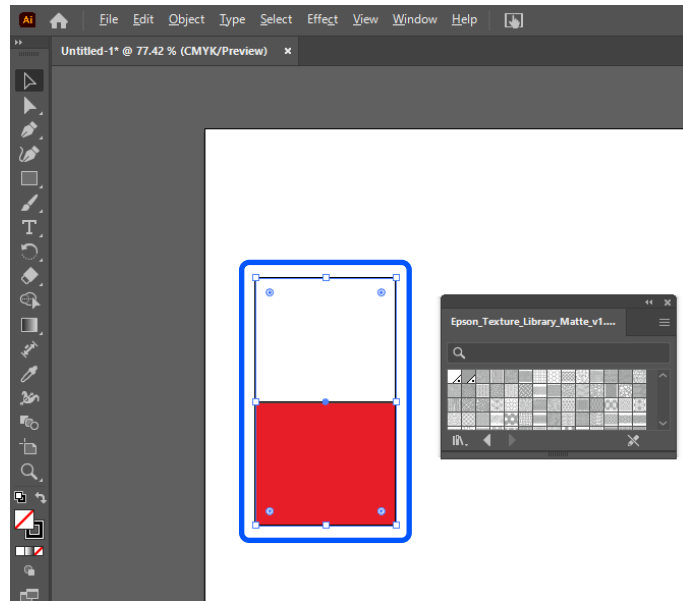 Ai File Edit Object Type Select Effect View Window Help
Untitled-1* @ 77.42 % (CMYK/Preview) ×
Epson_Texture_Library_Matte_v1....